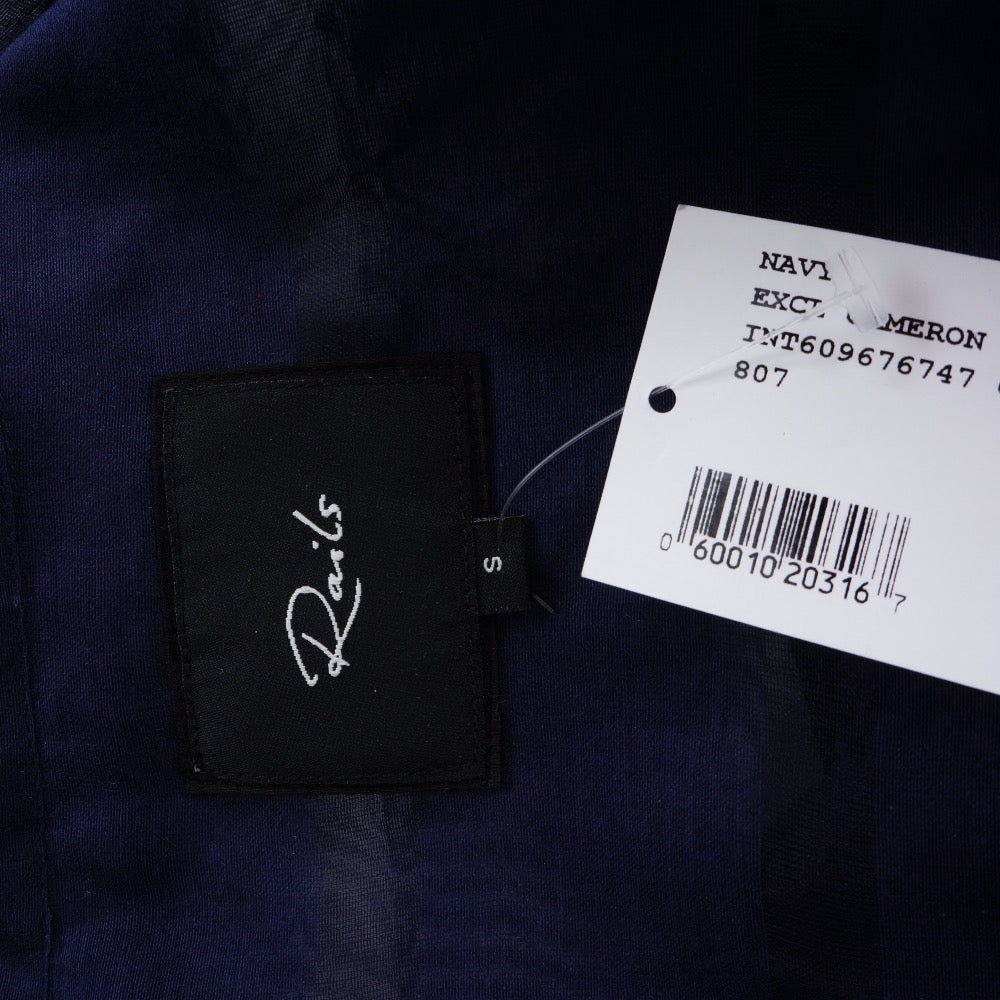 Rails
S
NAVY
EXCL CAMERON
INT609676747
807
0 60010 20316 7